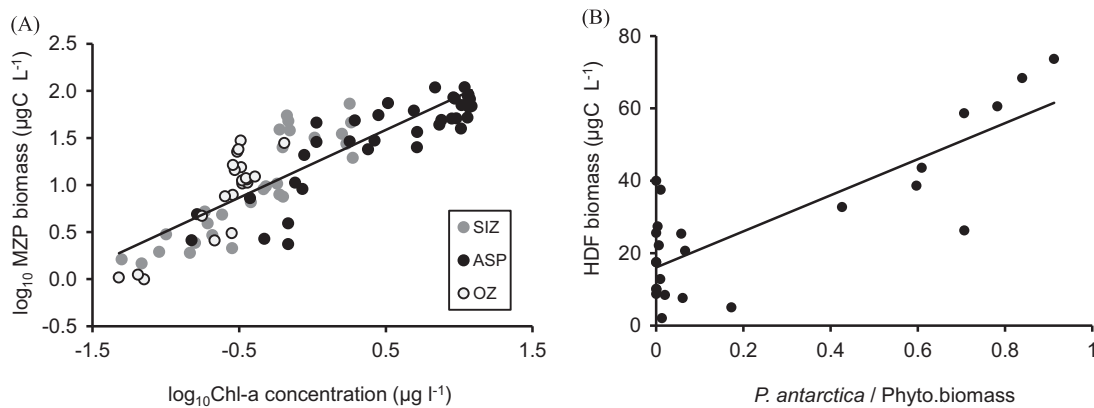 (A)
log₁₀ MZP biomass (µgC L⁻¹)
2.5
2.0
1.5
1.0
0.5
0.0
-0.5
-1.5
-0.5
0.5
1.5
SIZ
ASP
OZ
log₁₀Chl-a concentration (µg l⁻¹)
(B)
HDF biomass (µgC L⁻¹)
80
60
40
20
0
0
0.2
0.4
0.6
0.8
1
P. antarctica / Phyto.biomass